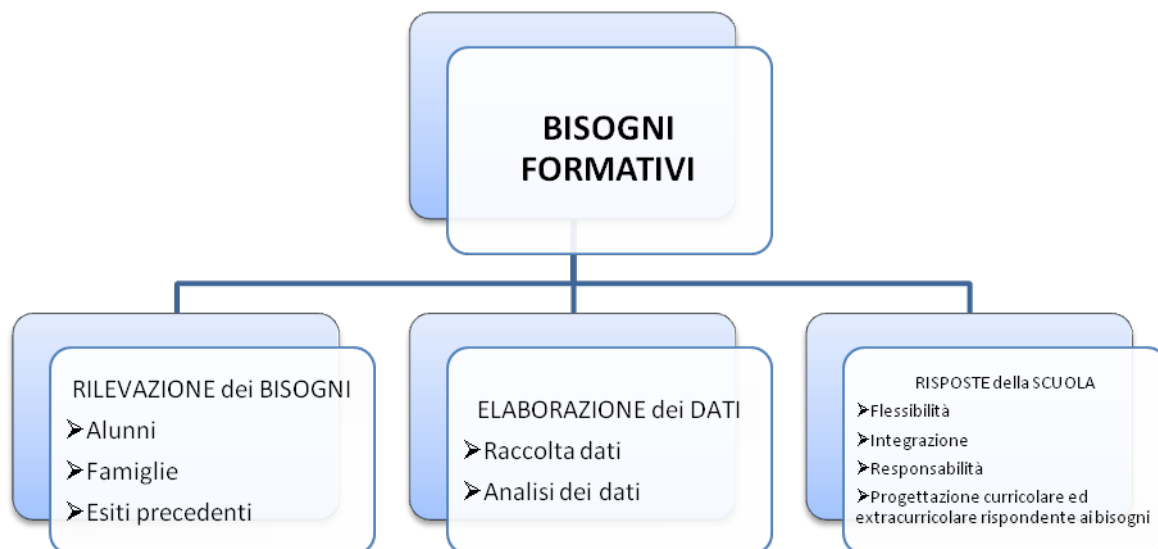 BISOGNI
FORMATIVI
RILEVAZIONE dei BISOGNI
➤Alunni
➤Famiglie
➤Esiti precedenti
ELABORAZIONE dei DATI
➤Raccolta dati
➤Analisi dei dati
RISPOSTE della SCUOLA
➤Flessibilità
➤Integrazione
➤Responsabilità
➤Progettazione curricolare ed
extracurricolare rispondente ai bisogni